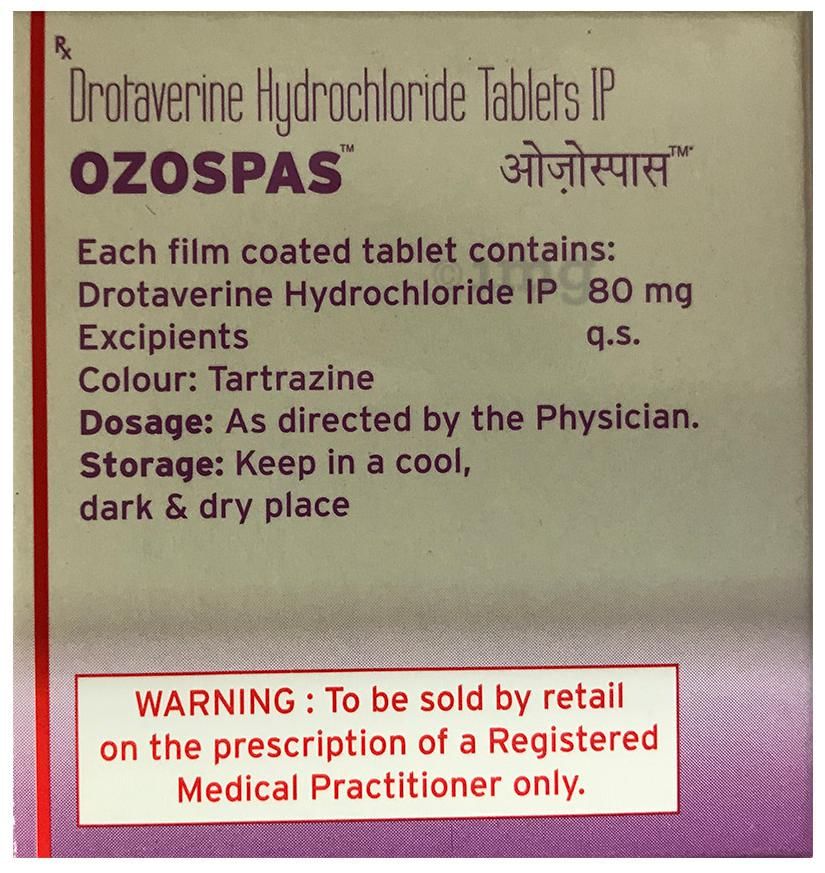 Rx
Drotaverine Hydrochloride Tablets IP
OZOSPAS™ ओज़ोस्पास™*
Each film coated tablet contains:
Drotaverine Hydrochloride IP 80 mg
Excipients q.s.
Colour: Tartrazine
Dosage: As directed by the Physician.
Storage: Keep in a cool,
dark & dry place
WARNING : To be sold by retail
on the prescription of a Registered
Medical Practitioner only.
©1mg